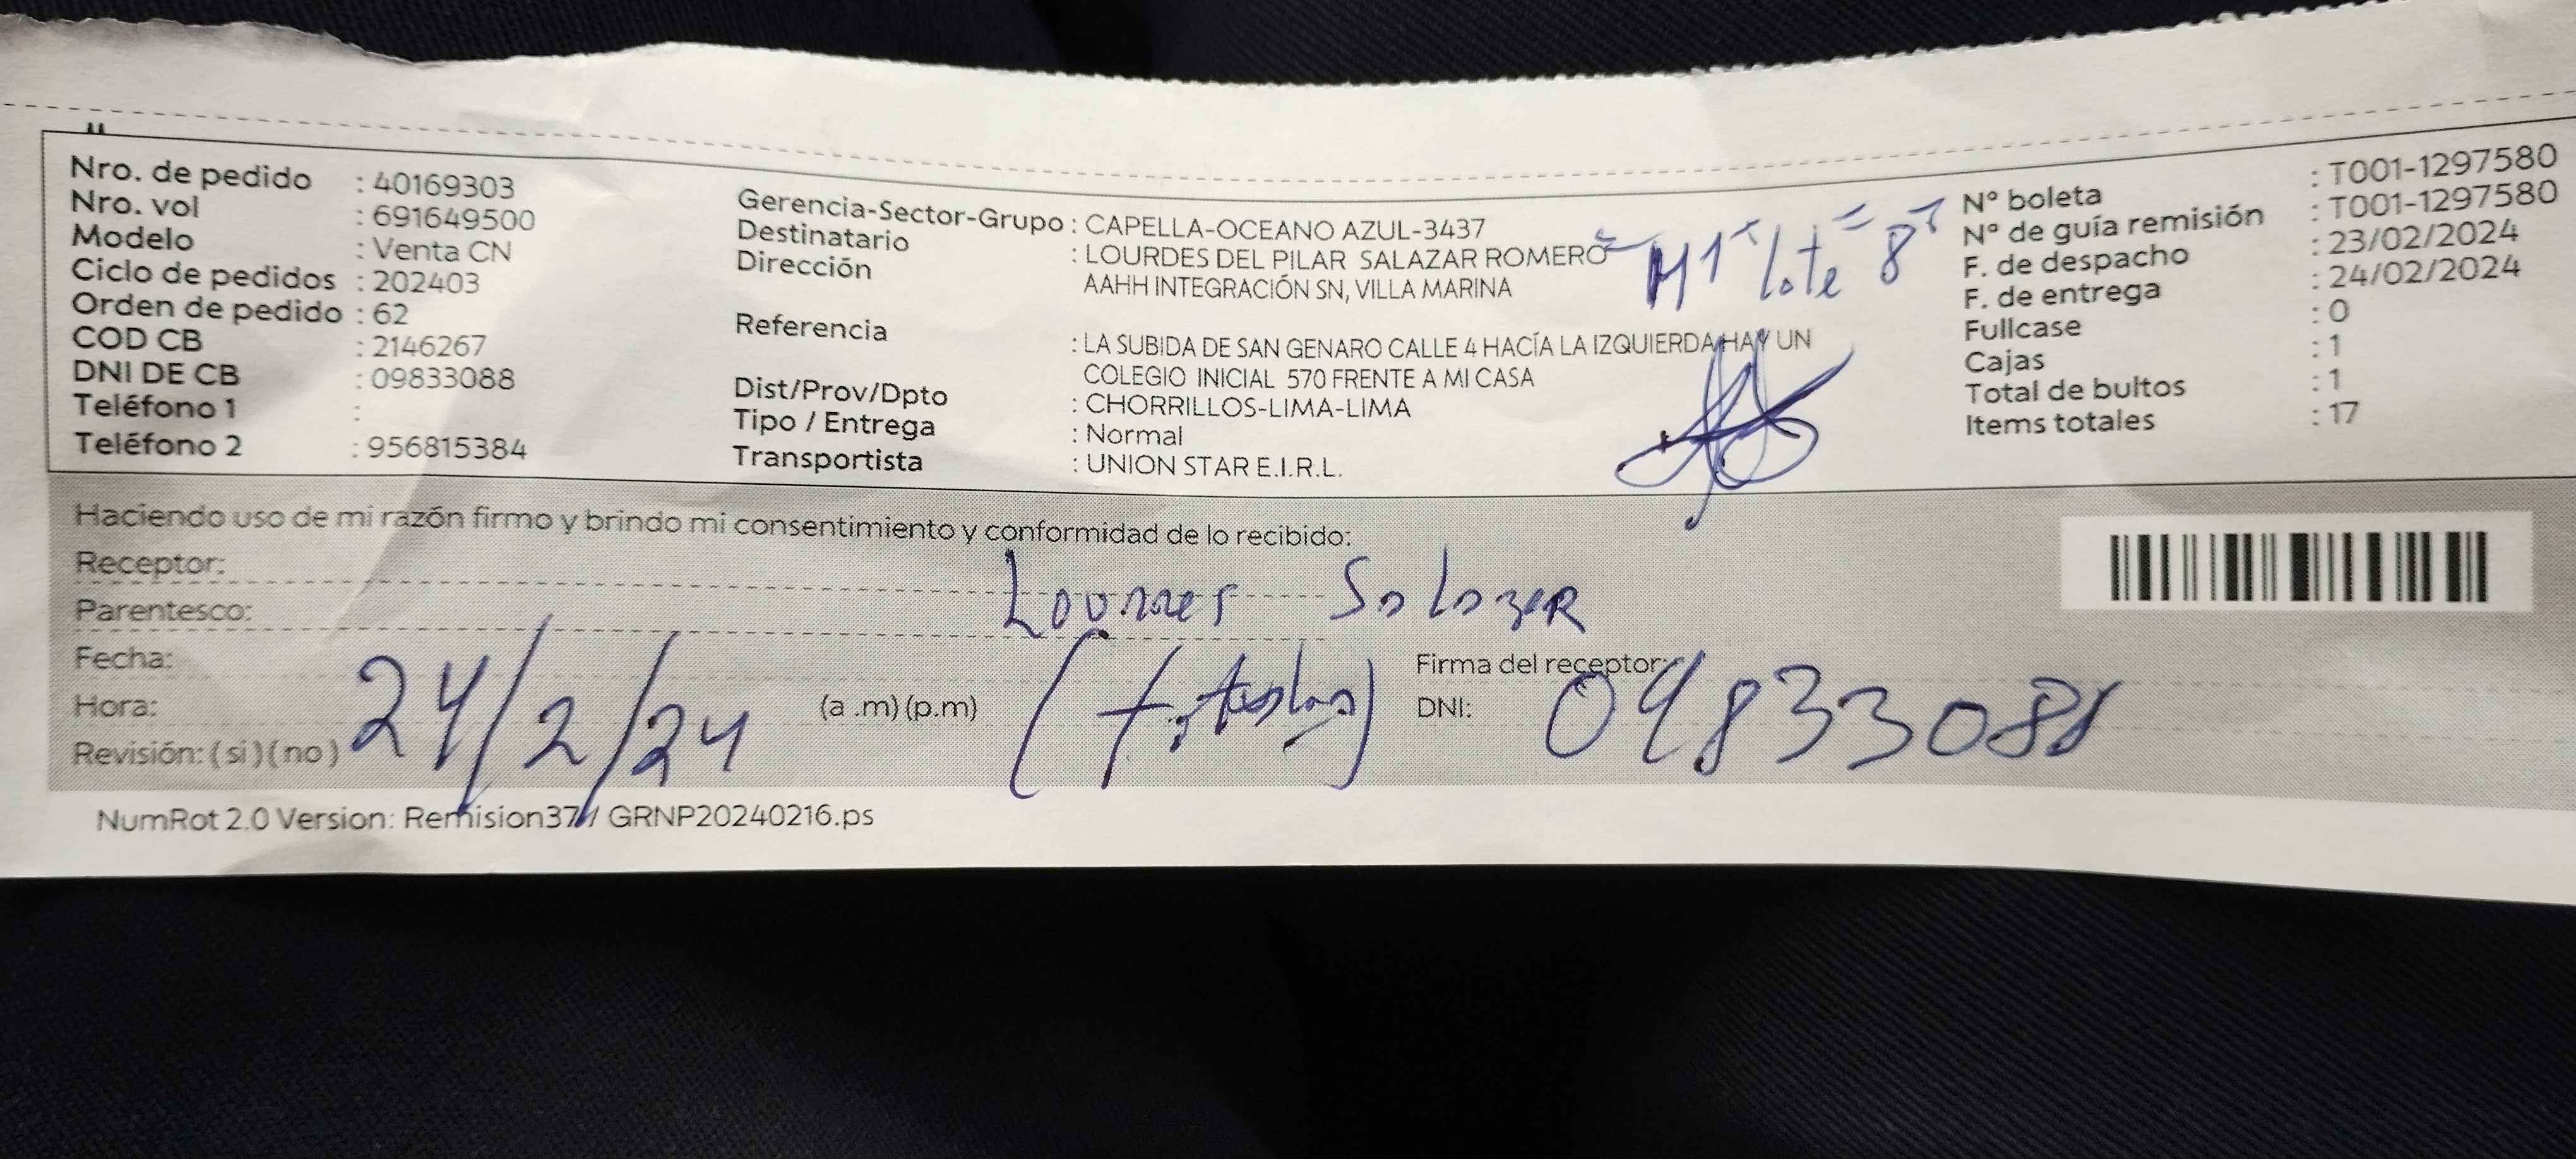 Nro. de pedido : 40169303
Nro. vol : 691649500
Modelo : Venta CN
Ciclo de pedidos : 202403
Orden de pedido : 62
COD CB : 2146267
DNI DE CB : 09833088
Teléfono 1 :
Teléfono 2 : 956815384
Gerencia-Sector-Grupo : CAPELLA-OCEANO AZUL-3437
Destinatario : LOURDES DEL PILAR SALAZAR ROMERO
Dirección AAHH INTEGRACIÓN SN, VILLA MARINA
M1 lote 8
Referencia : LA SUBIDA DE SAN GENARO CALLE 4 HACÍA LA IZQUIERDA HAY UN
COLEGIO INICIAL 570 FRENTE A MI CASA
Dist/Prov/Dpto : CHORRILLOS-LIMA-LIMA
Tipo / Entrega : Normal
Transportista : UNION STAR E.I.R.L.
N° boleta : T001-1297580
N° de guía remisión : T001-1297580
F. de despacho : 23/02/2024
F. de entrega : 24/02/2024
Fullcase : 0
Cajas : 1
Total de bultos : 1
Items totales : 17
Haciendo uso de mi razón firmo y brindo mi consentimiento y conformidad de lo recibido:
Receptor: Lourdes Salazar
Parentesco: (titular)
Fecha: 24/2/24
Firma del receptor:
Hora: (a .m) (p.m)
DNI: 09833088
Revisión: (si) (no)
NumRot 2.0 Version: Remision37/ GRNP20240216.ps